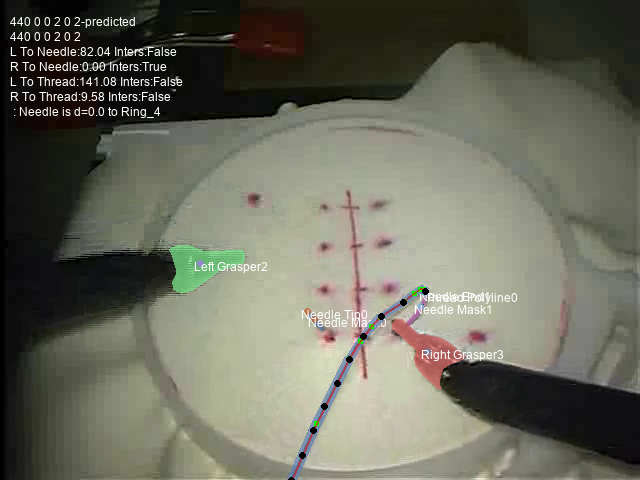 440 0 0 2 0 2-predicted
440 0 0 2 0 2
L To Needle:82.04 Inters:False
R To Needle:0.00 Inters:True
L To Thread:141.08 Inters:False
R To Thread:9.58 Inters:False
: Needle is d=0.0 to Ring_4
Left Grasper2
Thread Polyline0
Needle Mask1
Needle Tip0
Right Grasper3